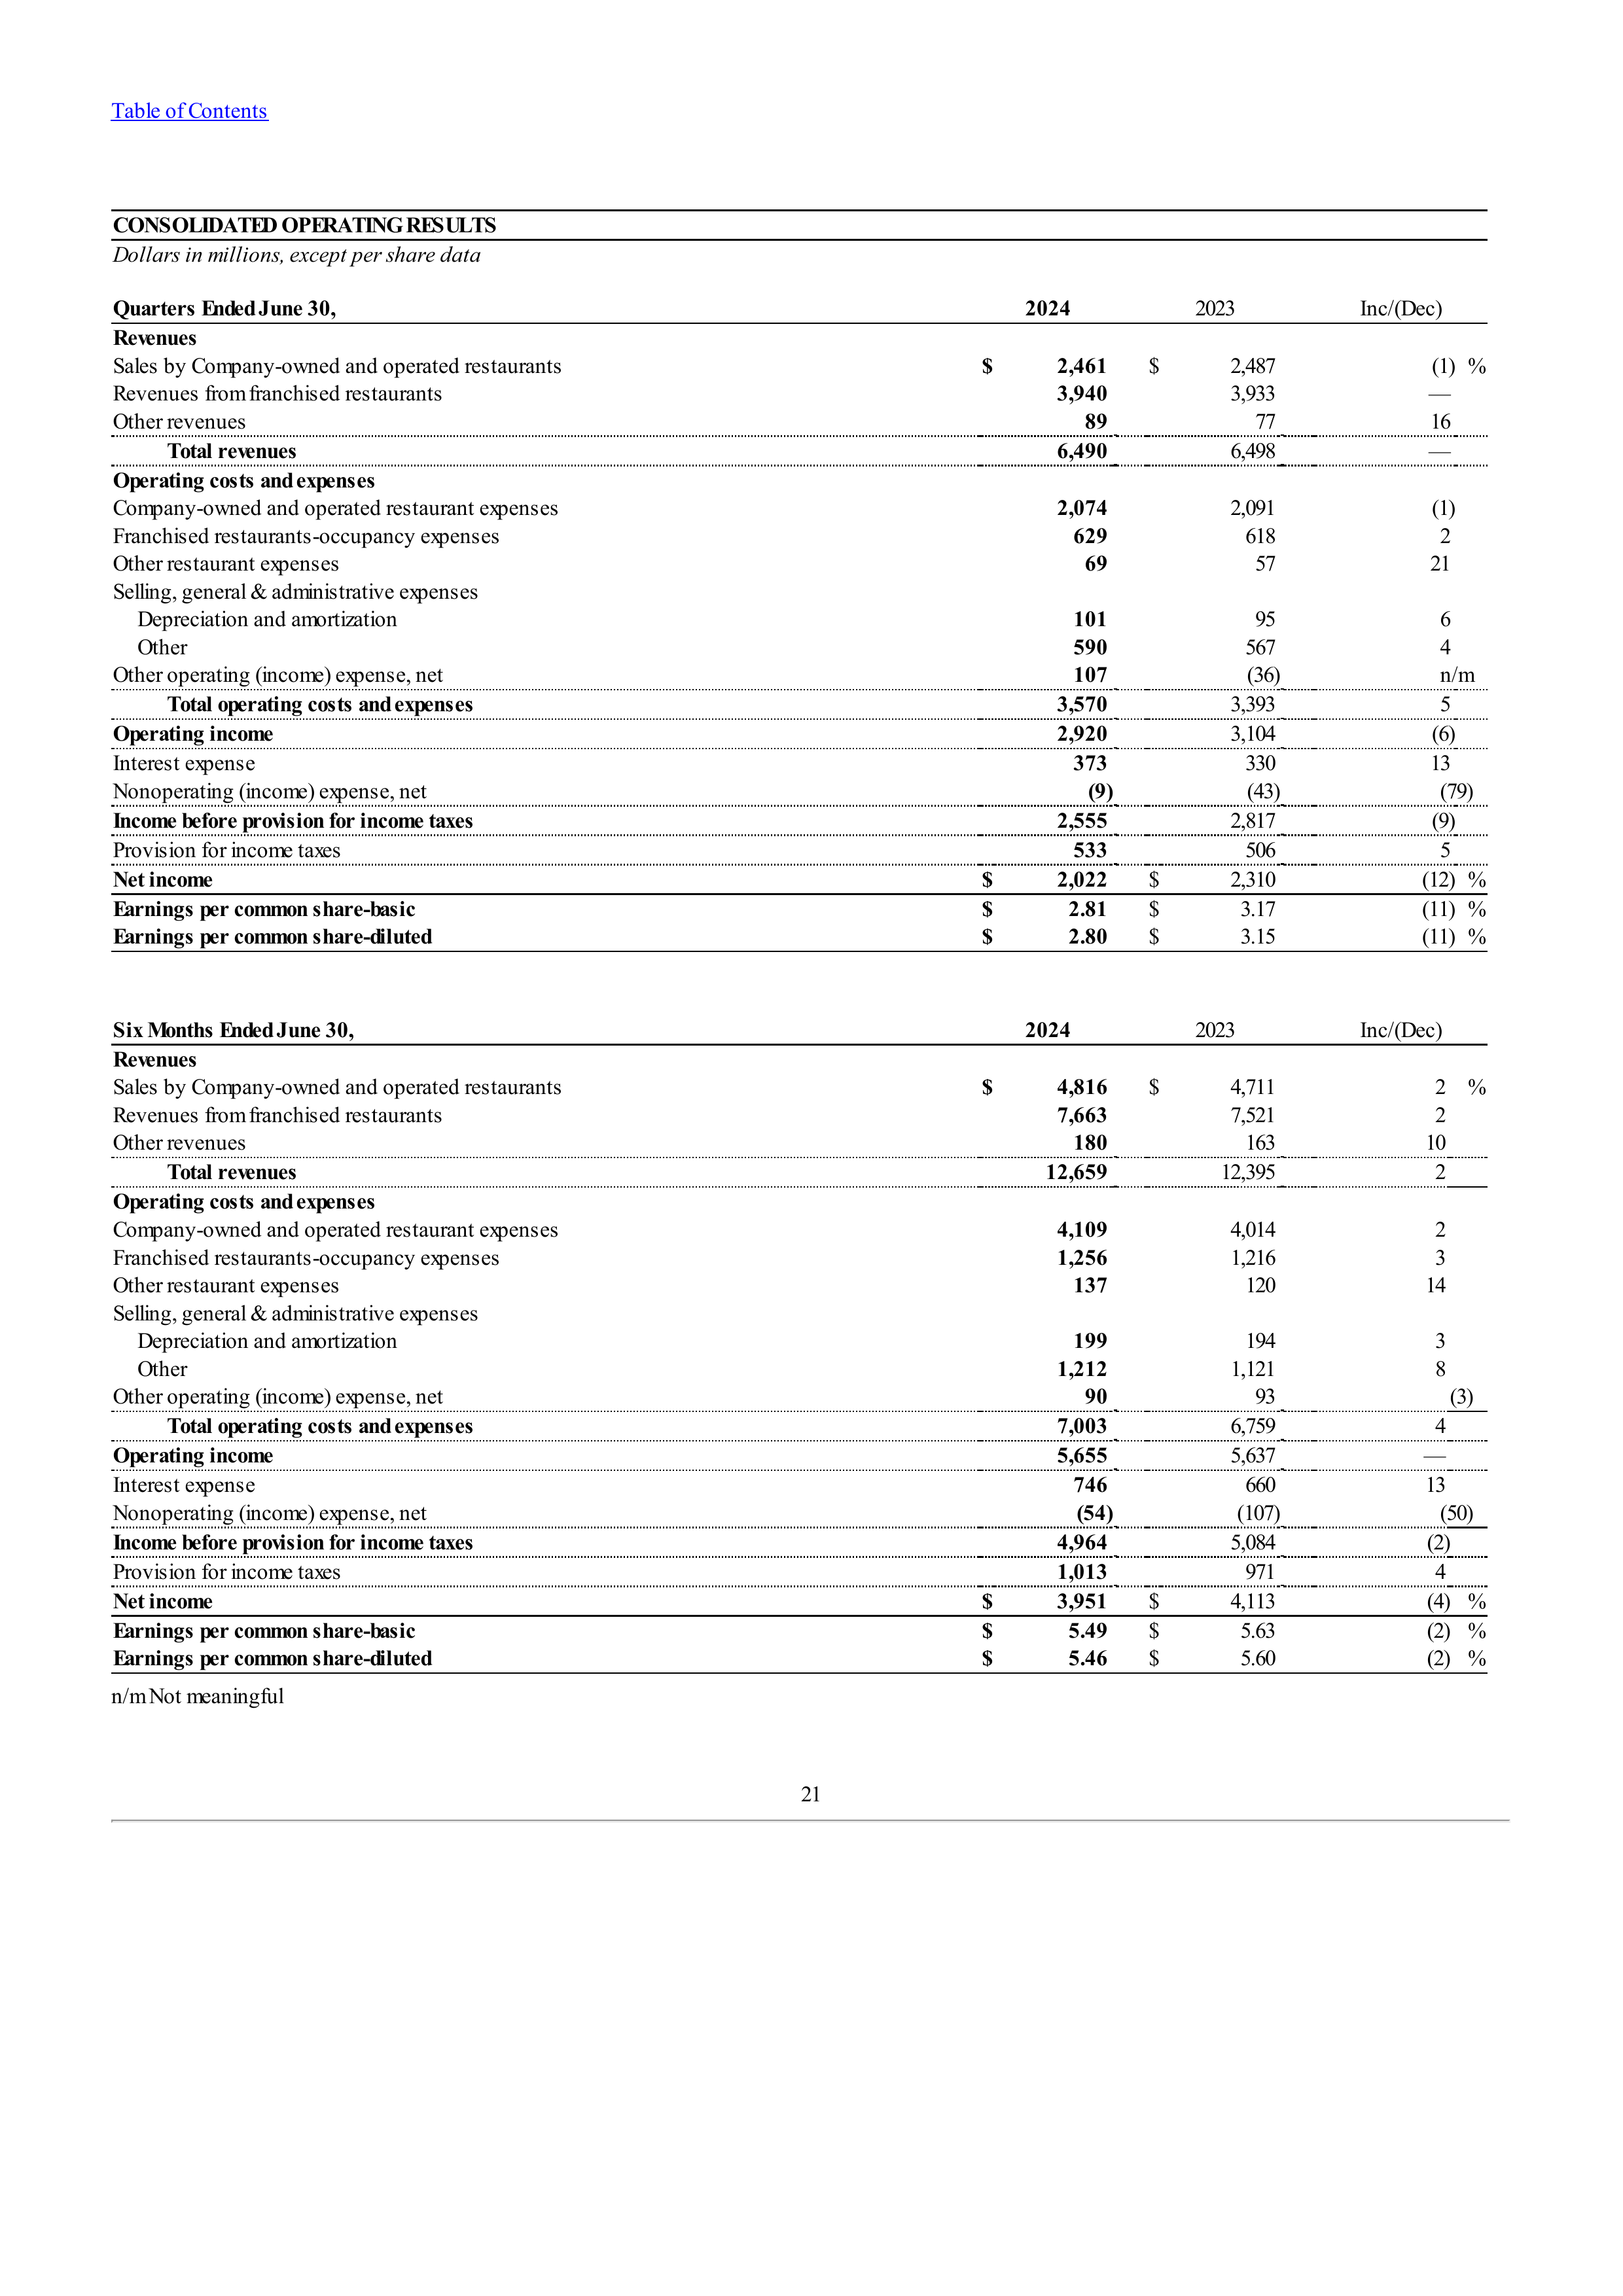 Table of Contents
CONSOLIDATED OPERATING RESULTS
Dollars in millions, except per share data
Quarters Ended June 30, 2024 2023 Inc/(Dec)
Revenues
Sales by Company-owned and operated restaurants $ 2,461 $ 2,487 (1) %
Revenues from franchised restaurants 3,940 3,933 —
Other revenues 89 77 16
Total revenues 6,490 6,498 —
Operating costs and expenses
Company-owned and operated restaurant expenses 2,074 2,091 (1)
Franchised restaurants-occupancy expenses 629 618 2
Other restaurant expenses 69 57 21
Selling, general & administrative expenses
Depreciation and amortization 101 95 6
Other 590 567 4
Other operating (income) expense, net 107 (36) n/m
Total operating costs and expenses 3,570 3,393 5
Operating income 2,920 3,104 (6)
Interest expense 373 330 13
Nonoperating (income) expense, net (9) (43) (79)
Income before provision for income taxes 2,555 2,817 (9)
Provision for income taxes 533 506 5
Net income $ 2,022 $ 2,310 (12) %
Earnings per common share-basic $ 2.81 $ 3.17 (11) %
Earnings per common share-diluted $ 2.80 $ 3.15 (11) %
Six Months Ended June 30, 2024 2023 Inc/(Dec)
Revenues
Sales by Company-owned and operated restaurants $ 4,816 $ 4,711 2 %
Revenues from franchised restaurants 7,663 7,521 2
Other revenues 180 163 10
Total revenues 12,659 12,395 2
Operating costs and expenses
Company-owned and operated restaurant expenses 4,109 4,014 2
Franchised restaurants-occupancy expenses 1,256 1,216 3
Other restaurant expenses 137 120 14
Selling, general & administrative expenses
Depreciation and amortization 199 194 3
Other 1,212 1,121 8
Other operating (income) expense, net 90 93 (3)
Total operating costs and expenses 7,003 6,759 4
Operating income 5,655 5,637 —
Interest expense 746 660 13
Nonoperating (income) expense, net (54) (107) (50)
Income before provision for income taxes 4,964 5,084 (2)
Provision for income taxes 1,013 971 4
Net income $ 3,951 $ 4,113 (4) %
Earnings per common share-basic $ 5.49 $ 5.63 (2) %
Earnings per common share-diluted $ 5.46 $ 5.60 (2) %
n/m Not meaningful
21